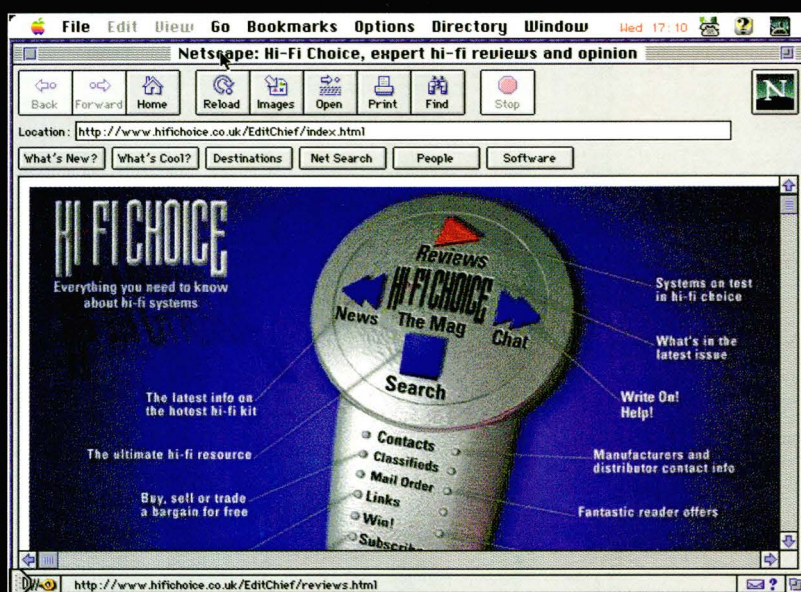 File Edit View Go Bookmarks Options Directory Window Wed 17:10
Netscape: Hi-Fi Choice, expert hi-fi reviews and opinion
Back Forward Home Reload Images Open Print Find Stop
N
Location: http://www.hifichoice.co.uk/EditChief/index.html
What's New? What's Cool? Destinations Net Search People Software
HI FI CHOICE
Everything you need to know
about hi-fi systems
Reviews
HI-FI CHOICE
News The Mag Chat
Search
Systems on test
in hi-fi choice
What's in the
latest issue
The latest info on
the hotest hi-fi kit
Write On!
Help!
The ultimate hi-fi resource
Manufacturers and
distributor contact info
Buy, sell or trade
a bargain for free
Fantastic reader offers
Contacts
Classifieds
Mail Order
Links
Win!
Subscribe
http://www.hifichoice.co.uk/EditChief/reviews.html